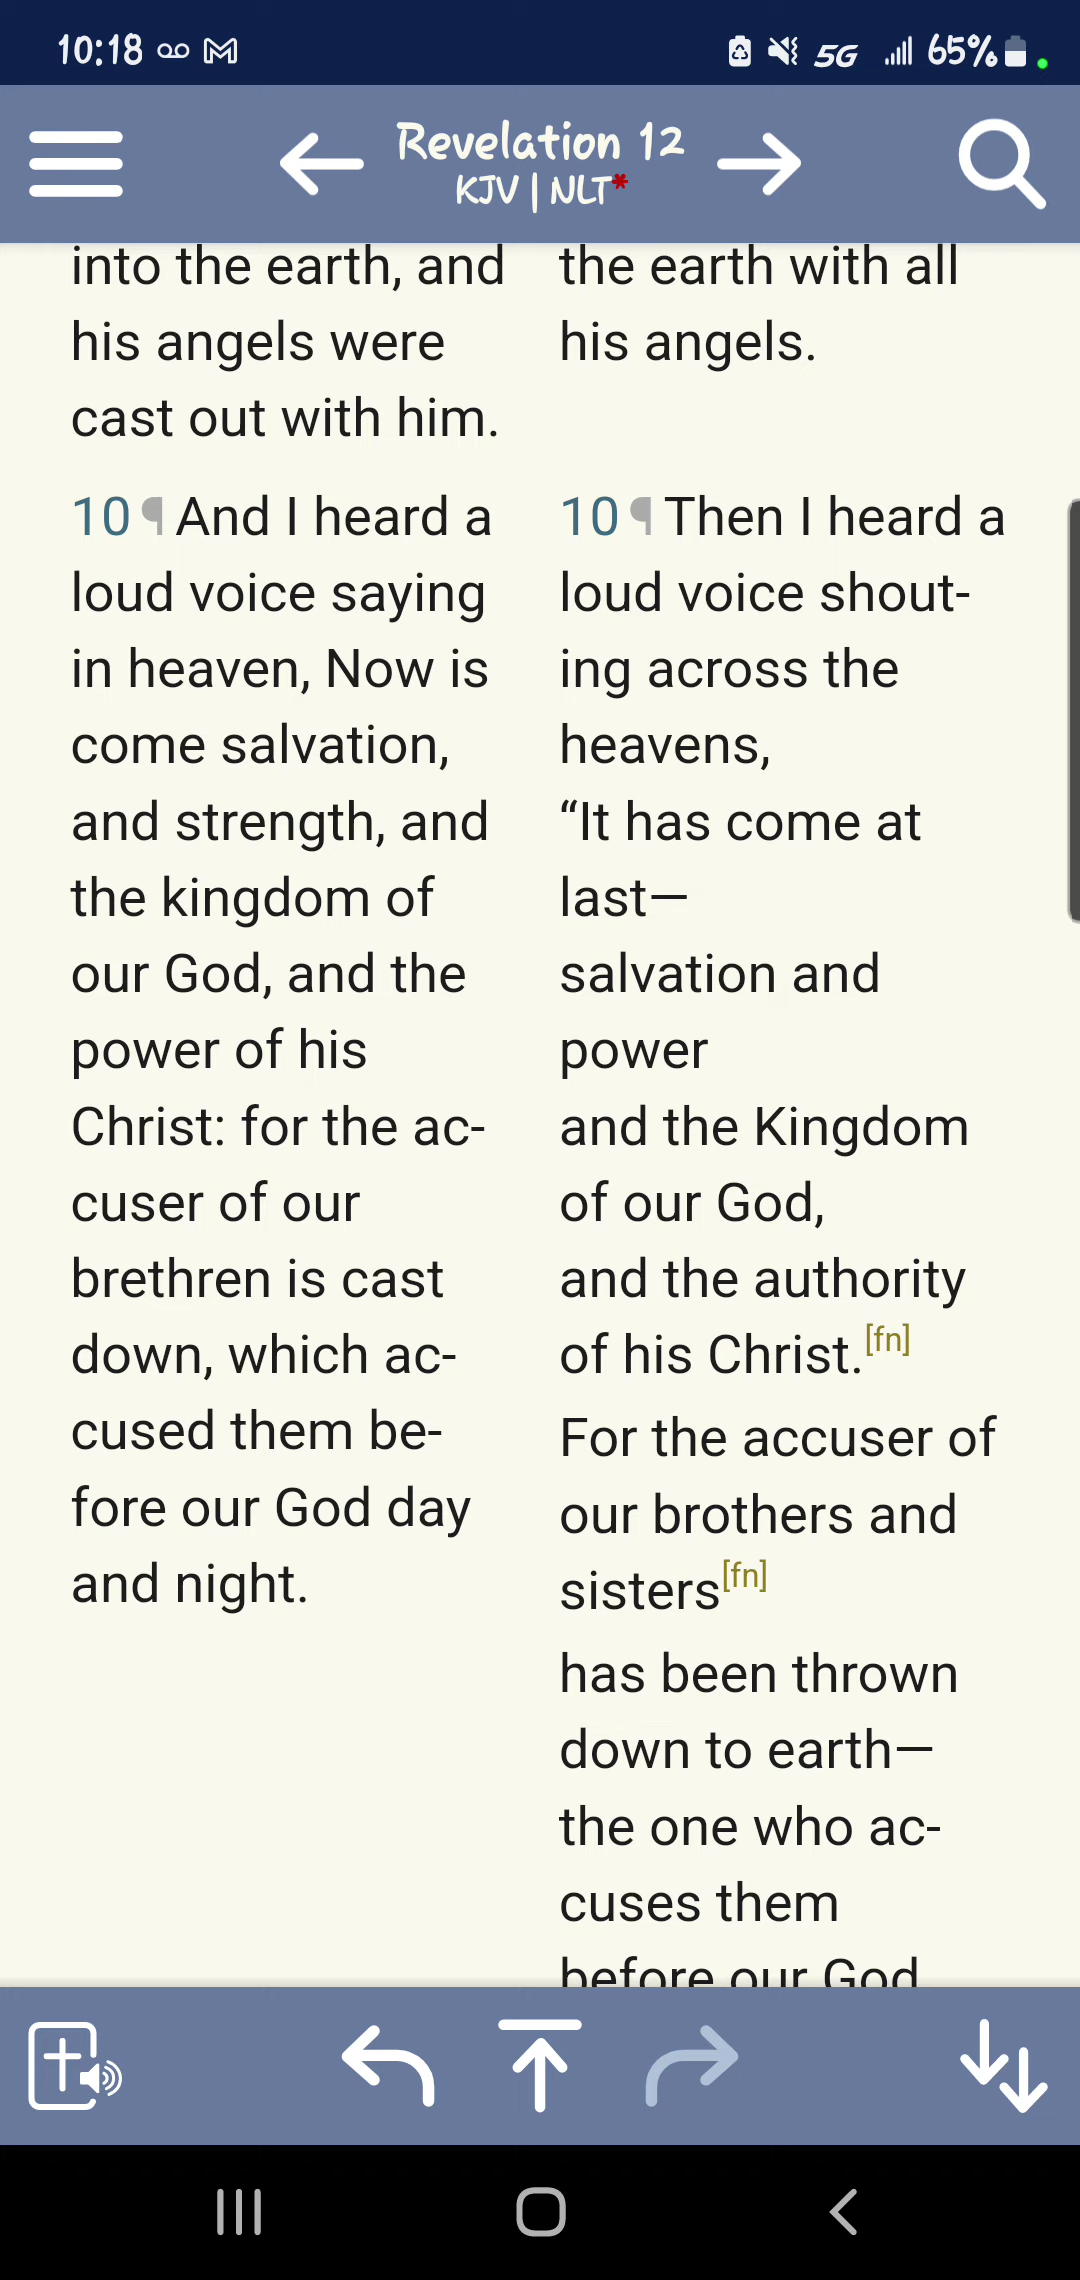 10:18
5G 65%
Revelation 12
KJV | NLT*
into the earth, and
his angels were
cast out with him.
10 ¶ And I heard a
loud voice saying
in heaven, Now is
come salvation,
and strength, and
the kingdom of
our God, and the
power of his
Christ: for the ac-
cuser of our
brethren is cast
down, which ac-
cused them be-
fore our God day
and night.
the earth with all
his angels.
10 ¶ Then I heard a
loud voice shout-
ing across the
heavens,
“It has come at
last—
salvation and
power
and the Kingdom
of our God,
and the authority
of his Christ.[fn]
For the accuser of
our brothers and
sisters[fn]
has been thrown
down to earth—
the one who ac-
cuses them
before our God